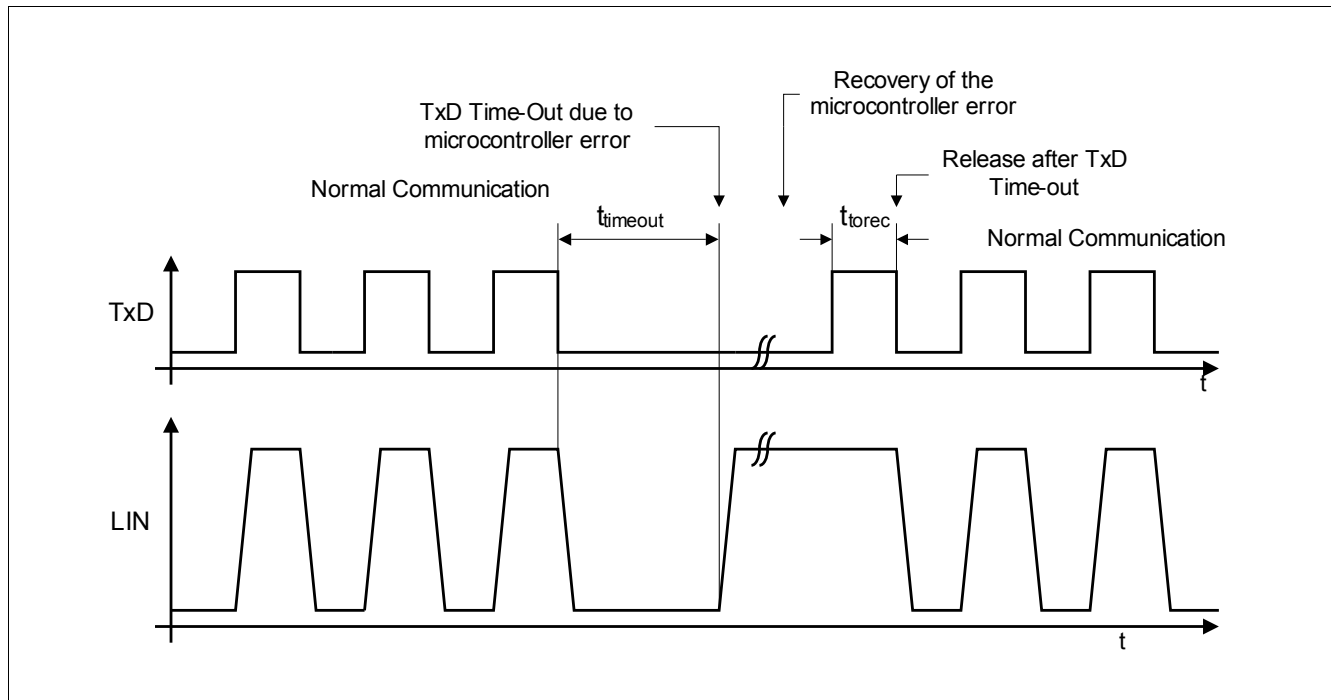 Recovery of the
microcontroller error
TxD Time-Out due to
microcontroller error
Release after TxD
Time-out
Normal Communication
ttimeout
ttorec
Normal Communication
TxD
t
LIN
t